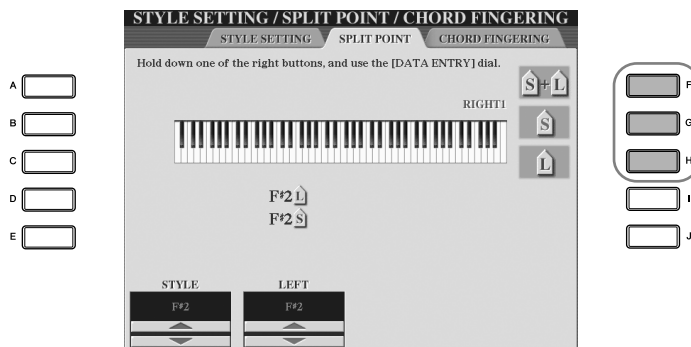 STYLE SETTING / SPLIT POINT / CHORD FINGERING
STYLE SETTING SPLIT POINT CHORD FINGERING
Hold down one of the right buttons, and use the [DATA ENTRY] dial.
A
B
C
D
E
S+L
RIGHT1
S
L
F♯2 L
F♯2 S
F
G
H
I
J
STYLE LEFT
F♯2 F♯2